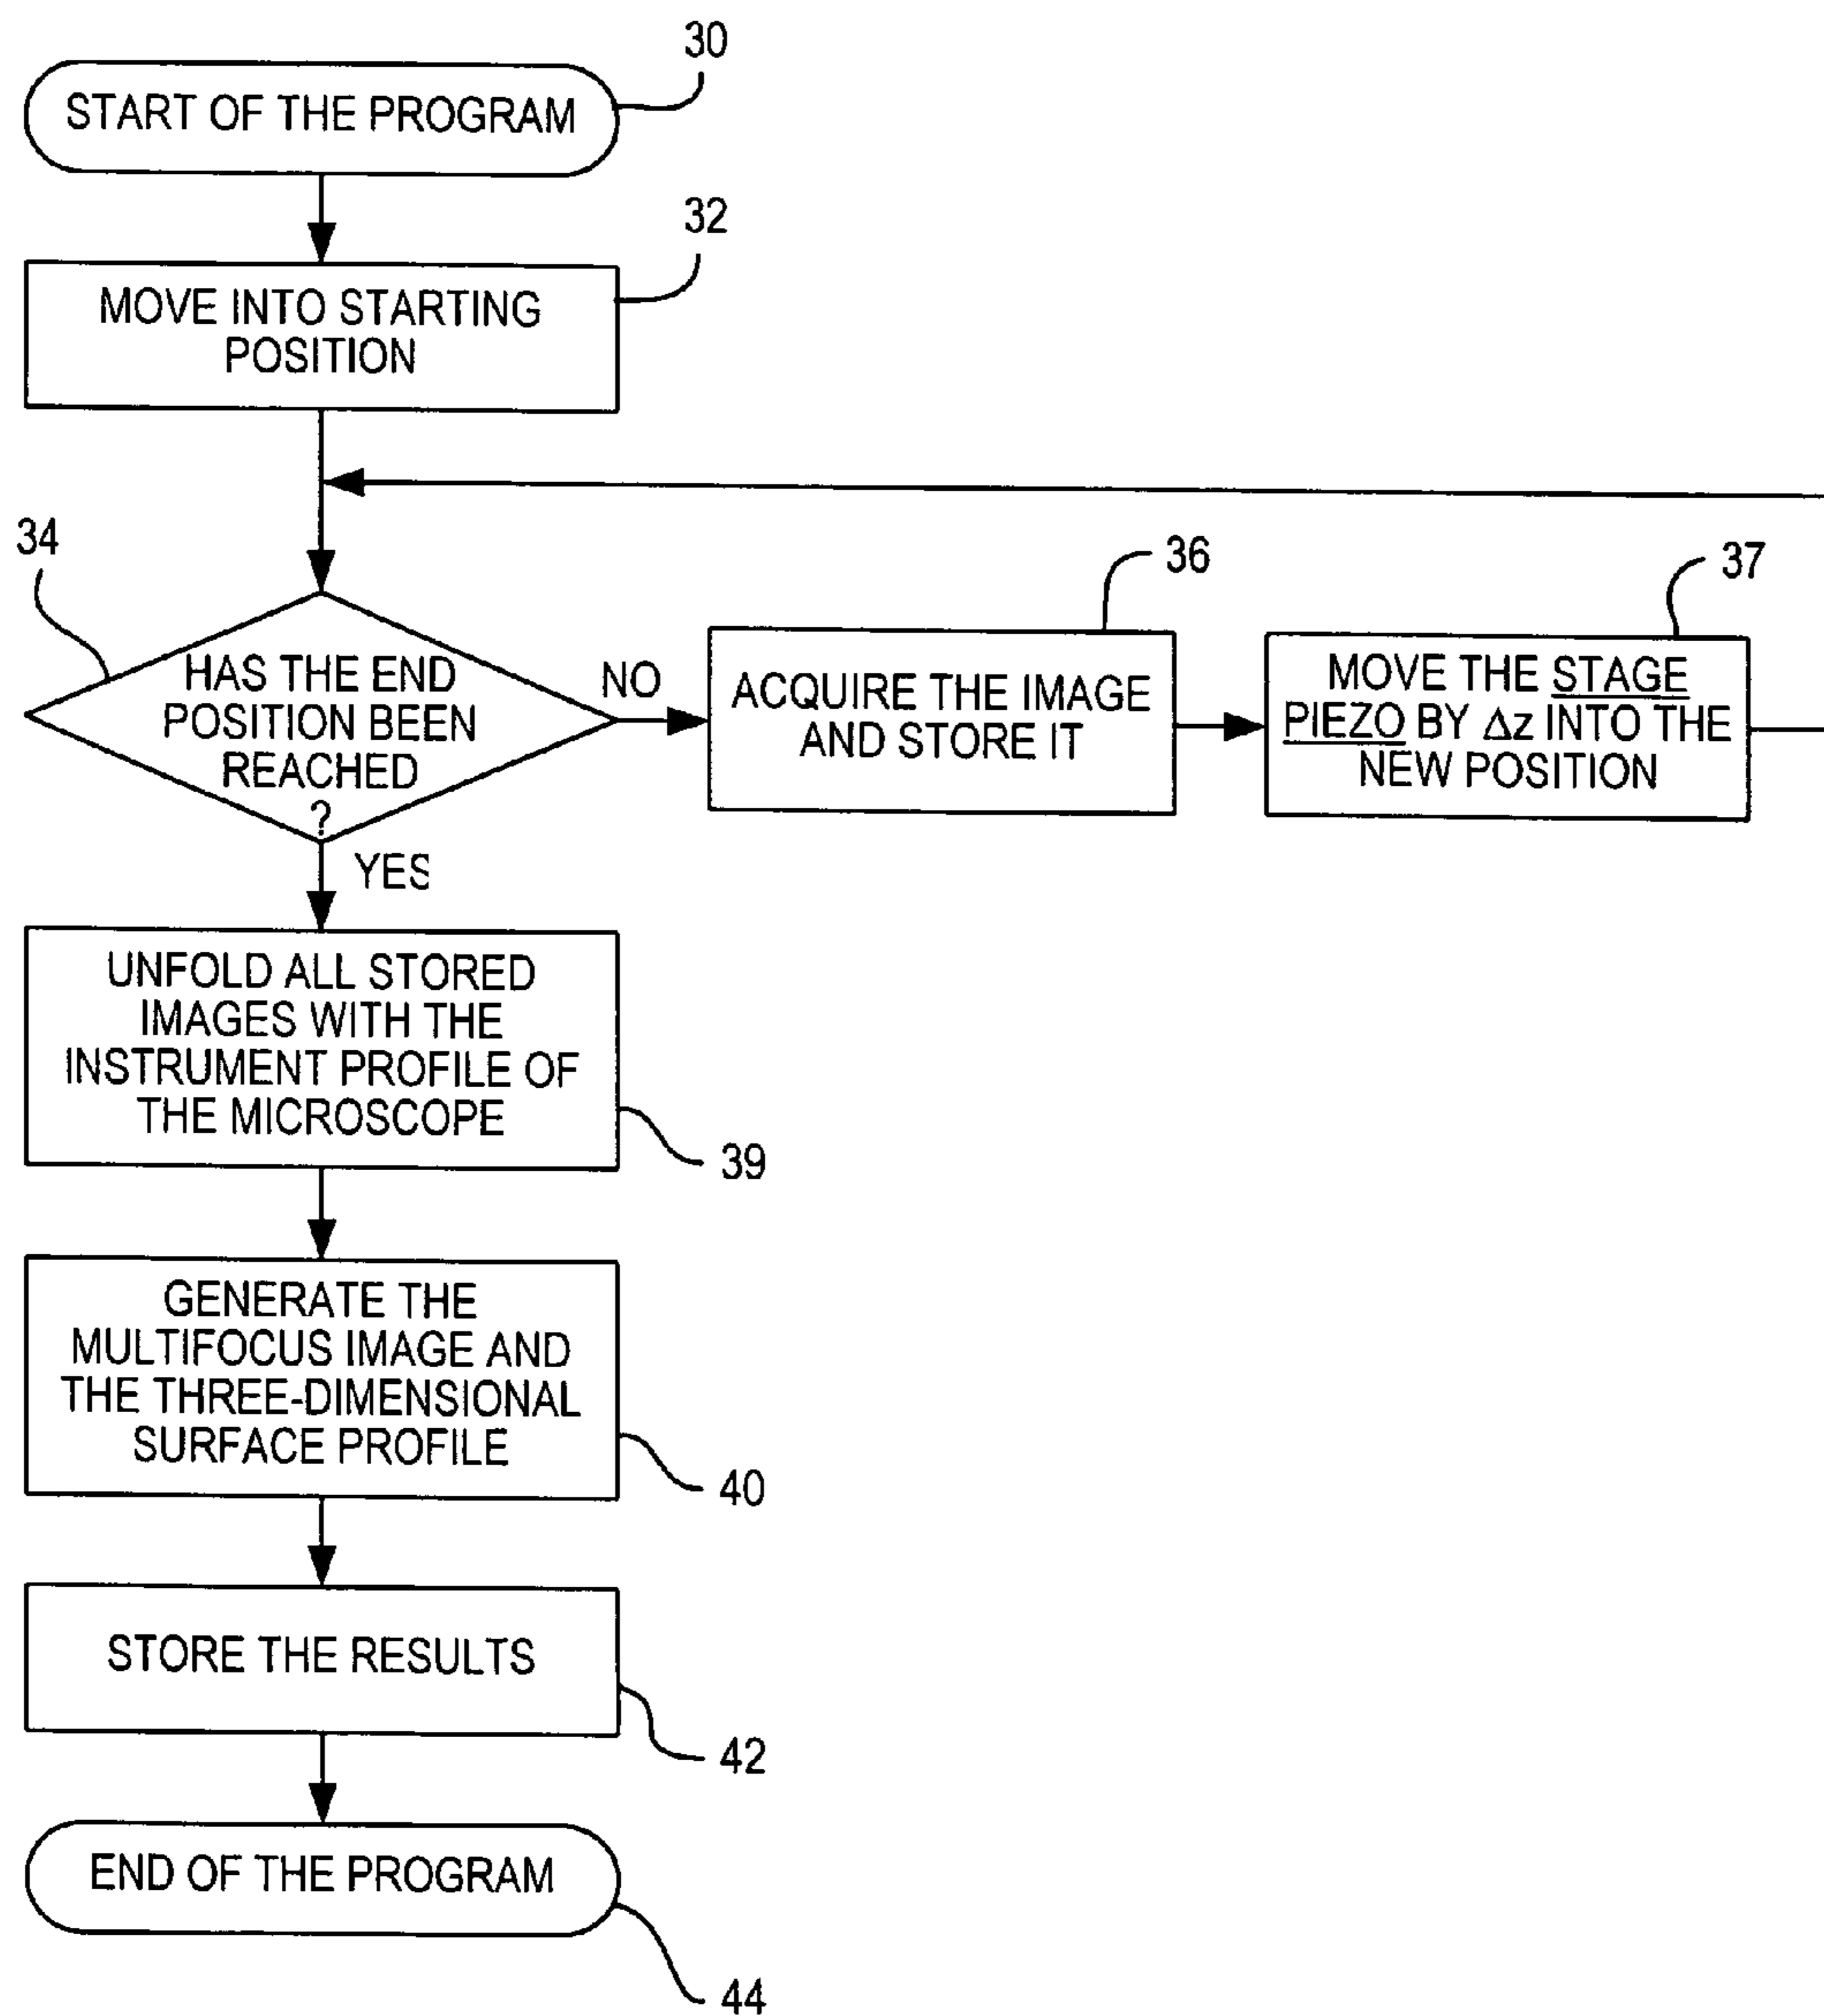 30
START OF THE PROGRAM
32
MOVE INTO STARTING
POSITION
34
HAS THE END
POSITION BEEN
REACHED
?
NO
36
ACQUIRE THE IMAGE
AND STORE IT
37
MOVE THE STAGE
PIEZO BY Δz INTO THE
NEW POSITION
YES
UNFOLD ALL STORED
IMAGES WITH THE
INSTRUMENT PROFILE OF
THE MICROSCOPE
39
GENERATE THE
MULTIFOCUS IMAGE AND
THE THREE-DIMENSIONAL
SURFACE PROFILE
40
STORE THE RESULTS
42
END OF THE PROGRAM
44